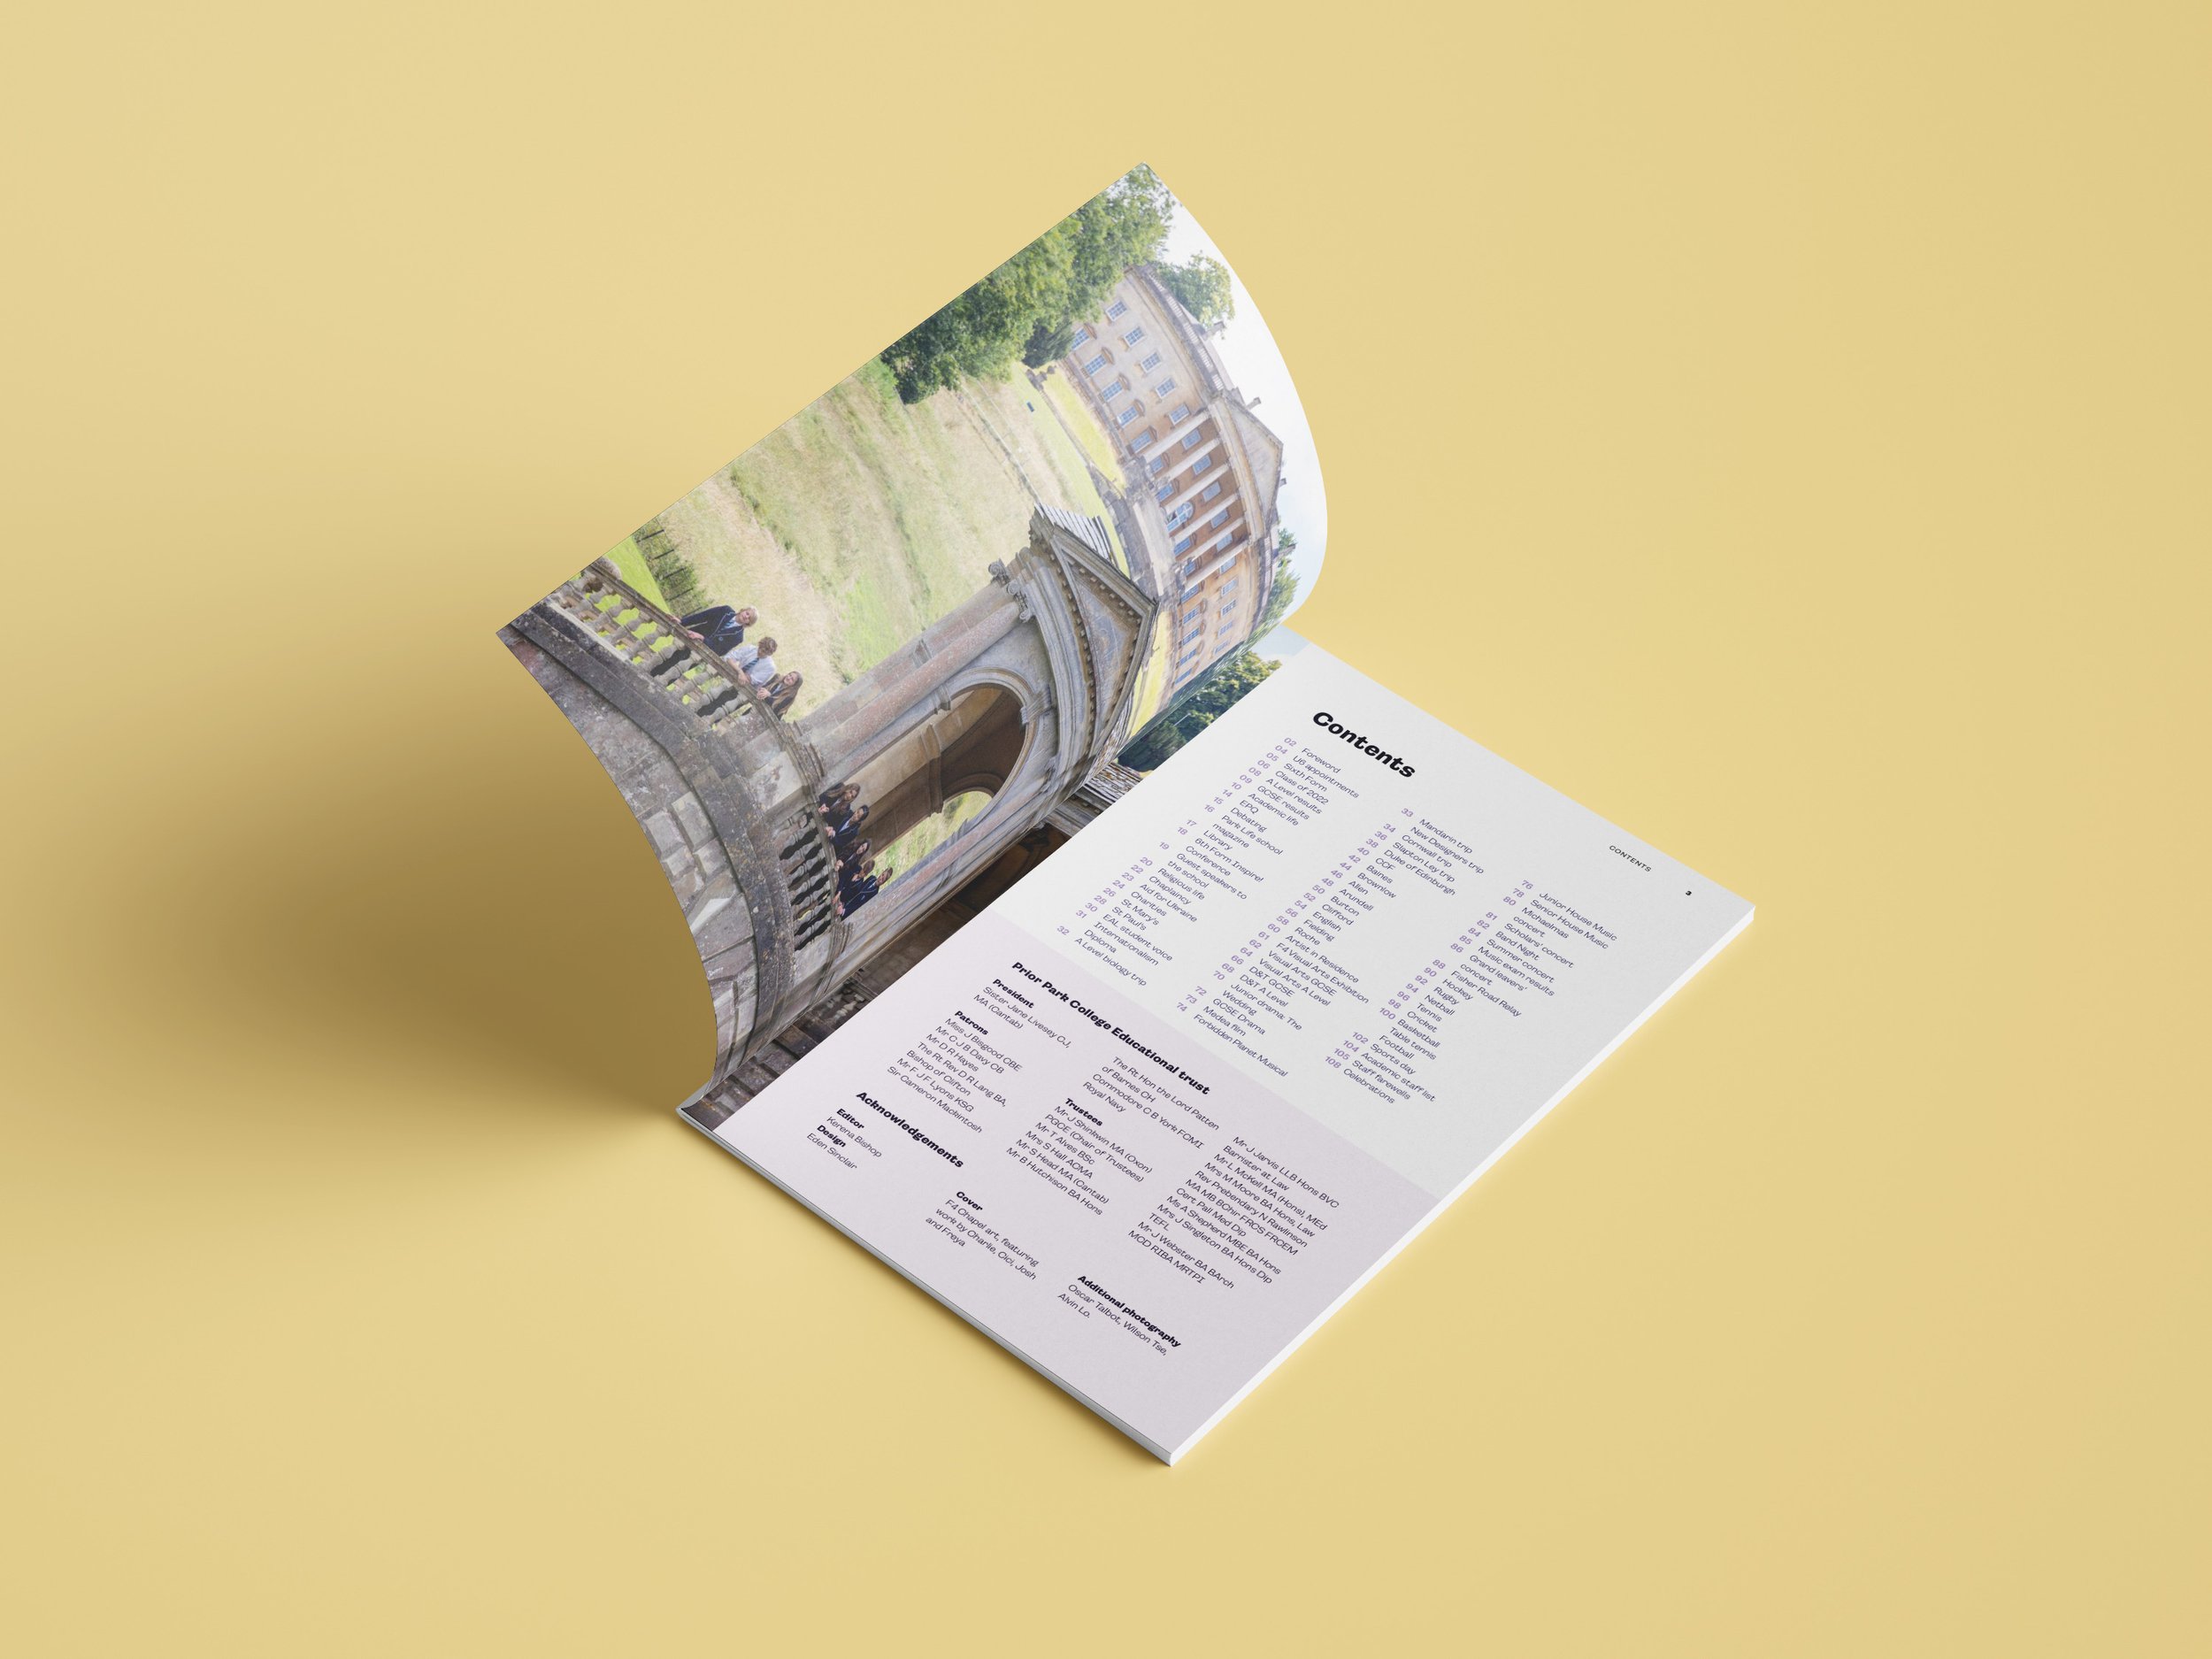 CONTENTS
3
Contents
02 Foreword
04 U6 appointments
05 Sixth Form
06 Class of 2022
08 A Level results
09 GCSE results
10 Academic life
14 EPQ
15 Debating
16 Park Life school
magazine
17 Library
18 6th Form Inspire!
Conference
19 Guest speakers to
the school
20 Religious life
22 Chaplaincy
23 Aid for Ukraine
24 Charities
26 St Mary's
28 St Paul's
30 EAL student voice
31 Internationalism
Diploma
32 A Level biology trip
33 Mandarin trip
New Designers trip
34 Cornwall trip
36 Slapton Ley trip
38 Duke of Edinburgh
40 CCF
42 Baines
44 Brownlow
46 Allen
48 Arundell
50 Burton
52 Clifford
54 English
56 Fielding
58 Roche
60 Artist in Residence
61 F4 Visual Arts Exhibition
62 Visual Arts GCSE
64 Visual Arts A Level
66 D&T GCSE
68 D&T A Level
70 Junior drama: The
Wedding
72 GCSE Drama
73 Medea film
74 Forbidden Planet Musical
76 Junior House Music
78 Senior House Music
80 Michaelmas
concert
81 Scholars' concert
82 Band Night
84 Summer concert
85 Music exam results
86 Grand leavers'
concert
88 Fisher Road Relay
90 Hockey
92 Rugby
94 Netball
96 Tennis
98 Cricket
100 Basketball
Table tennis
Football
102 Sports day
104 Academic staff list
105 Staff farewells
108 Celebrations
Prior Park College Educational trust
President
Sister Jane Livesey CJ,
MA (Cantab)
Patrons
Miss J Bisgood CBE
Mr C J B Davy CB
Mr D R Hayes
The Rt Rev D R Lang BA,
Bishop of Clifton
Mr F J F Lyons KSG
Sir Cameron Mackintosh
The Rt Hon the Lord Patten
of Barnes CH
Commodore C B York FCMI
Royal Navy
Trustees
Mr J Shinkwin MA (Oxon)
PGCE (Chair of Trustees)
Mr T Alves BSc
Mrs S Hall ACMA
Mr S Head MA (Cantab)
Mr B Hutchison BA Hons
Mr J Jarvis LLB Hons BVC
Barrister at Law
Mr L McKell MA (Hons), MEd
Mrs M Moore BA Hons, Law
Rev Prebendary N Rawlinson
MA MB BChir FRCS FRCEM
Cert Pall Med Dip
Ms A Shepherd MBE BA Hons
Mrs J Singleton BA Hons Dip
TEFL
Mr J Webster BA BArch
MCD RIBA MRTPI
Acknowledgements
Editor
Kerena Bishop
Design
Eden Sinclair
Cover
F4 Chapel art, featuring
work by Charlie, Cici, Josh
and Freya
Additional photography
Oscar Talbot, Wilson Tse,
Alvin Lo.